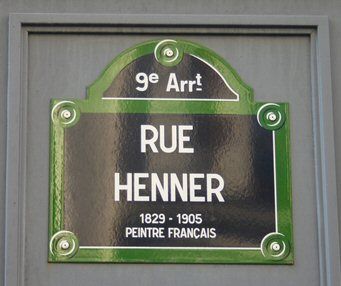 9e Arrt
RUE
HENNER
1829 - 1905
PEINTRE FRANÇAIS